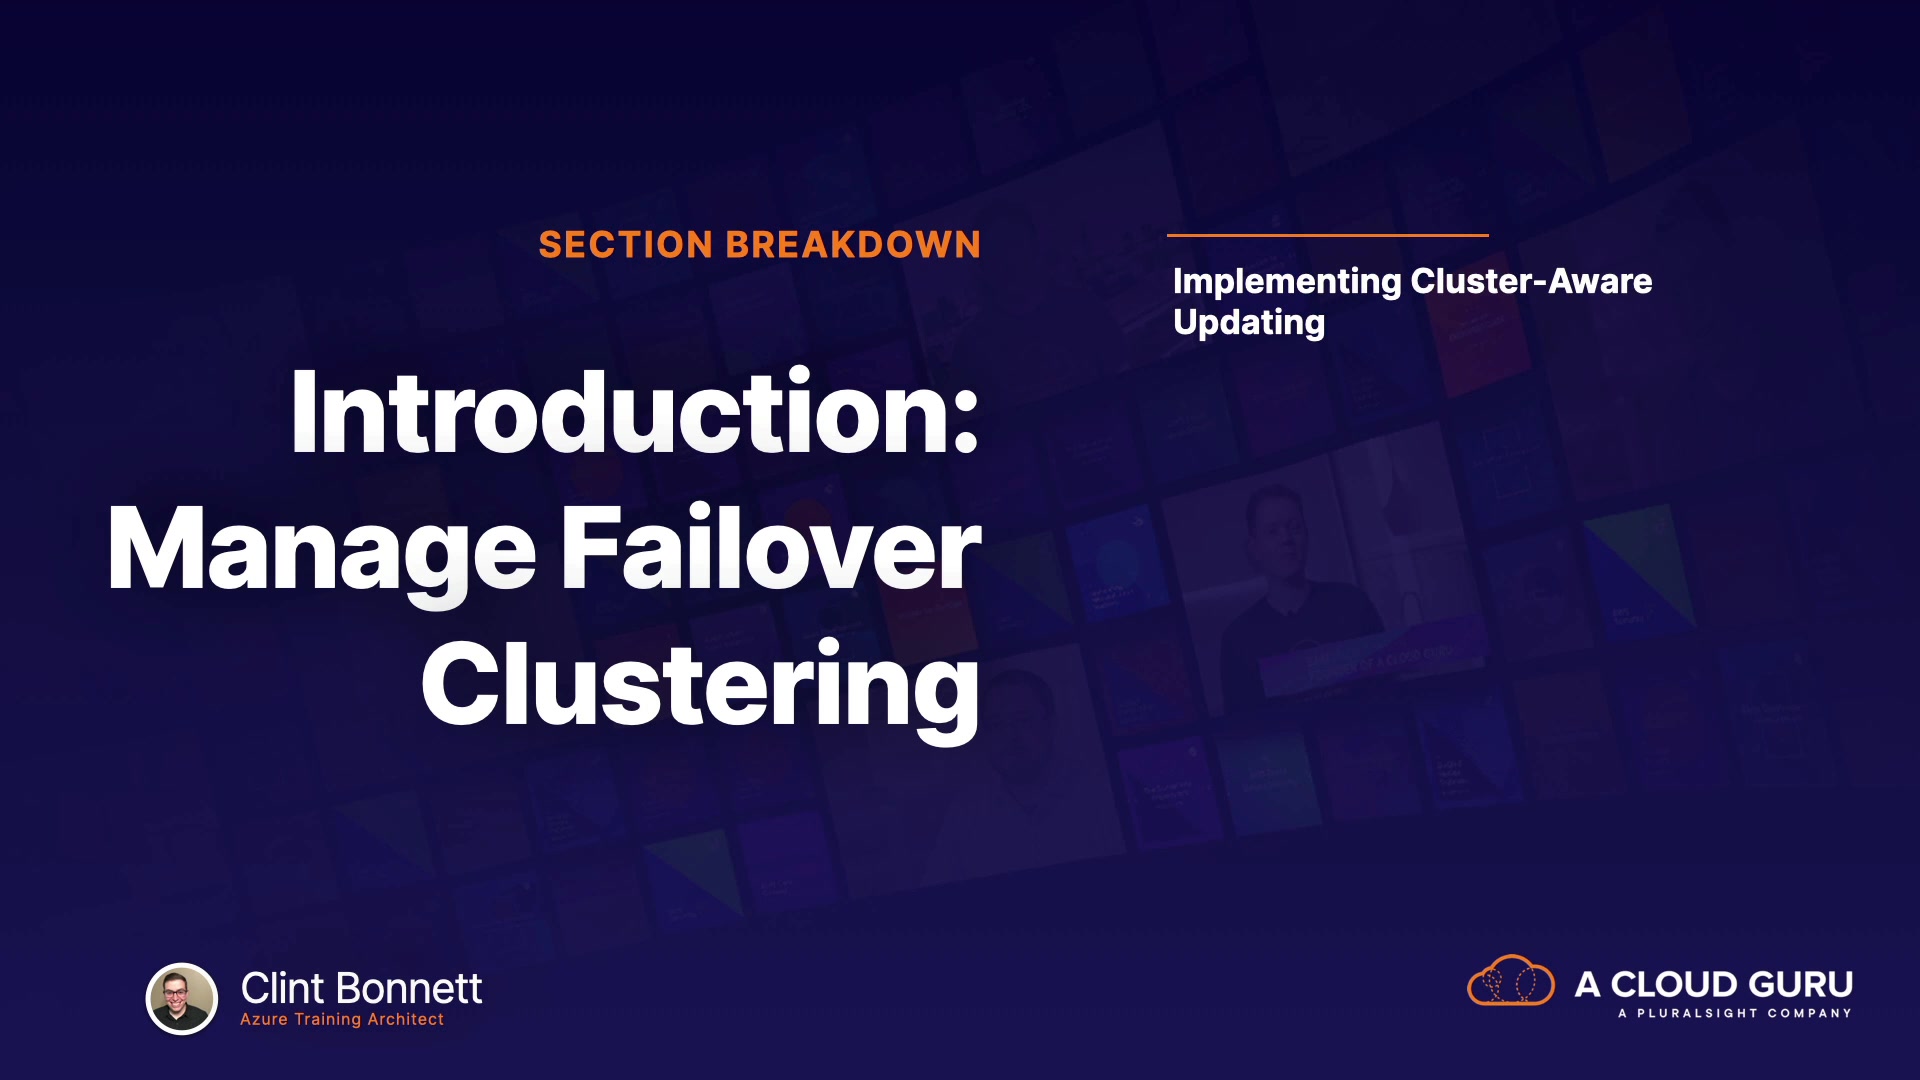 SECTION BREAKDOWN
Introduction:
Manage Failover
Clustering
Implementing Cluster-Aware
Updating
Clint Bonnett
Azure Training Architect
A CLOUD GURU
A PLURALSIGHT COMPANY